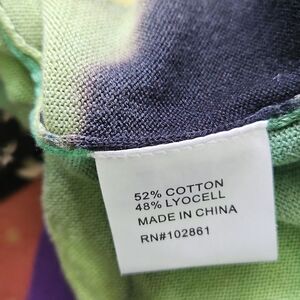 52% COTTON
48% LYOCELL
MADE IN CHINA
RN#102861